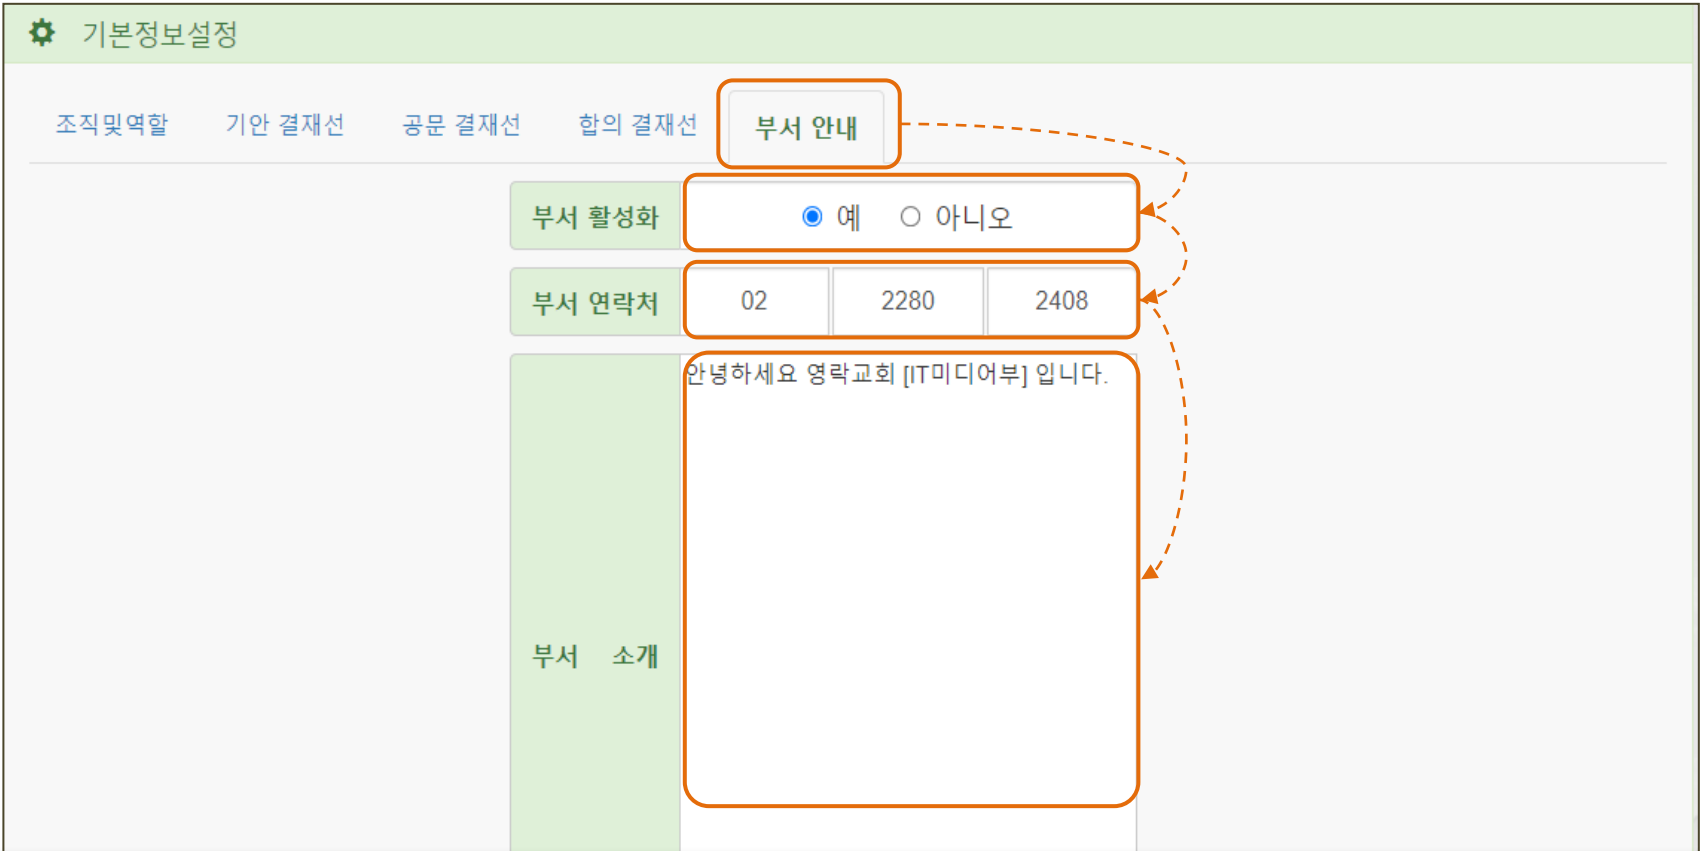 기본정보설정
조직및역할 기안 결재선 공문 결재선 합의 결재선 부서 안내
부서 활성화 예 아니오
부서 연락처 02 2280 2408
안녕하세요 영락교회 [IT미디어부] 입니다.
부서 소개